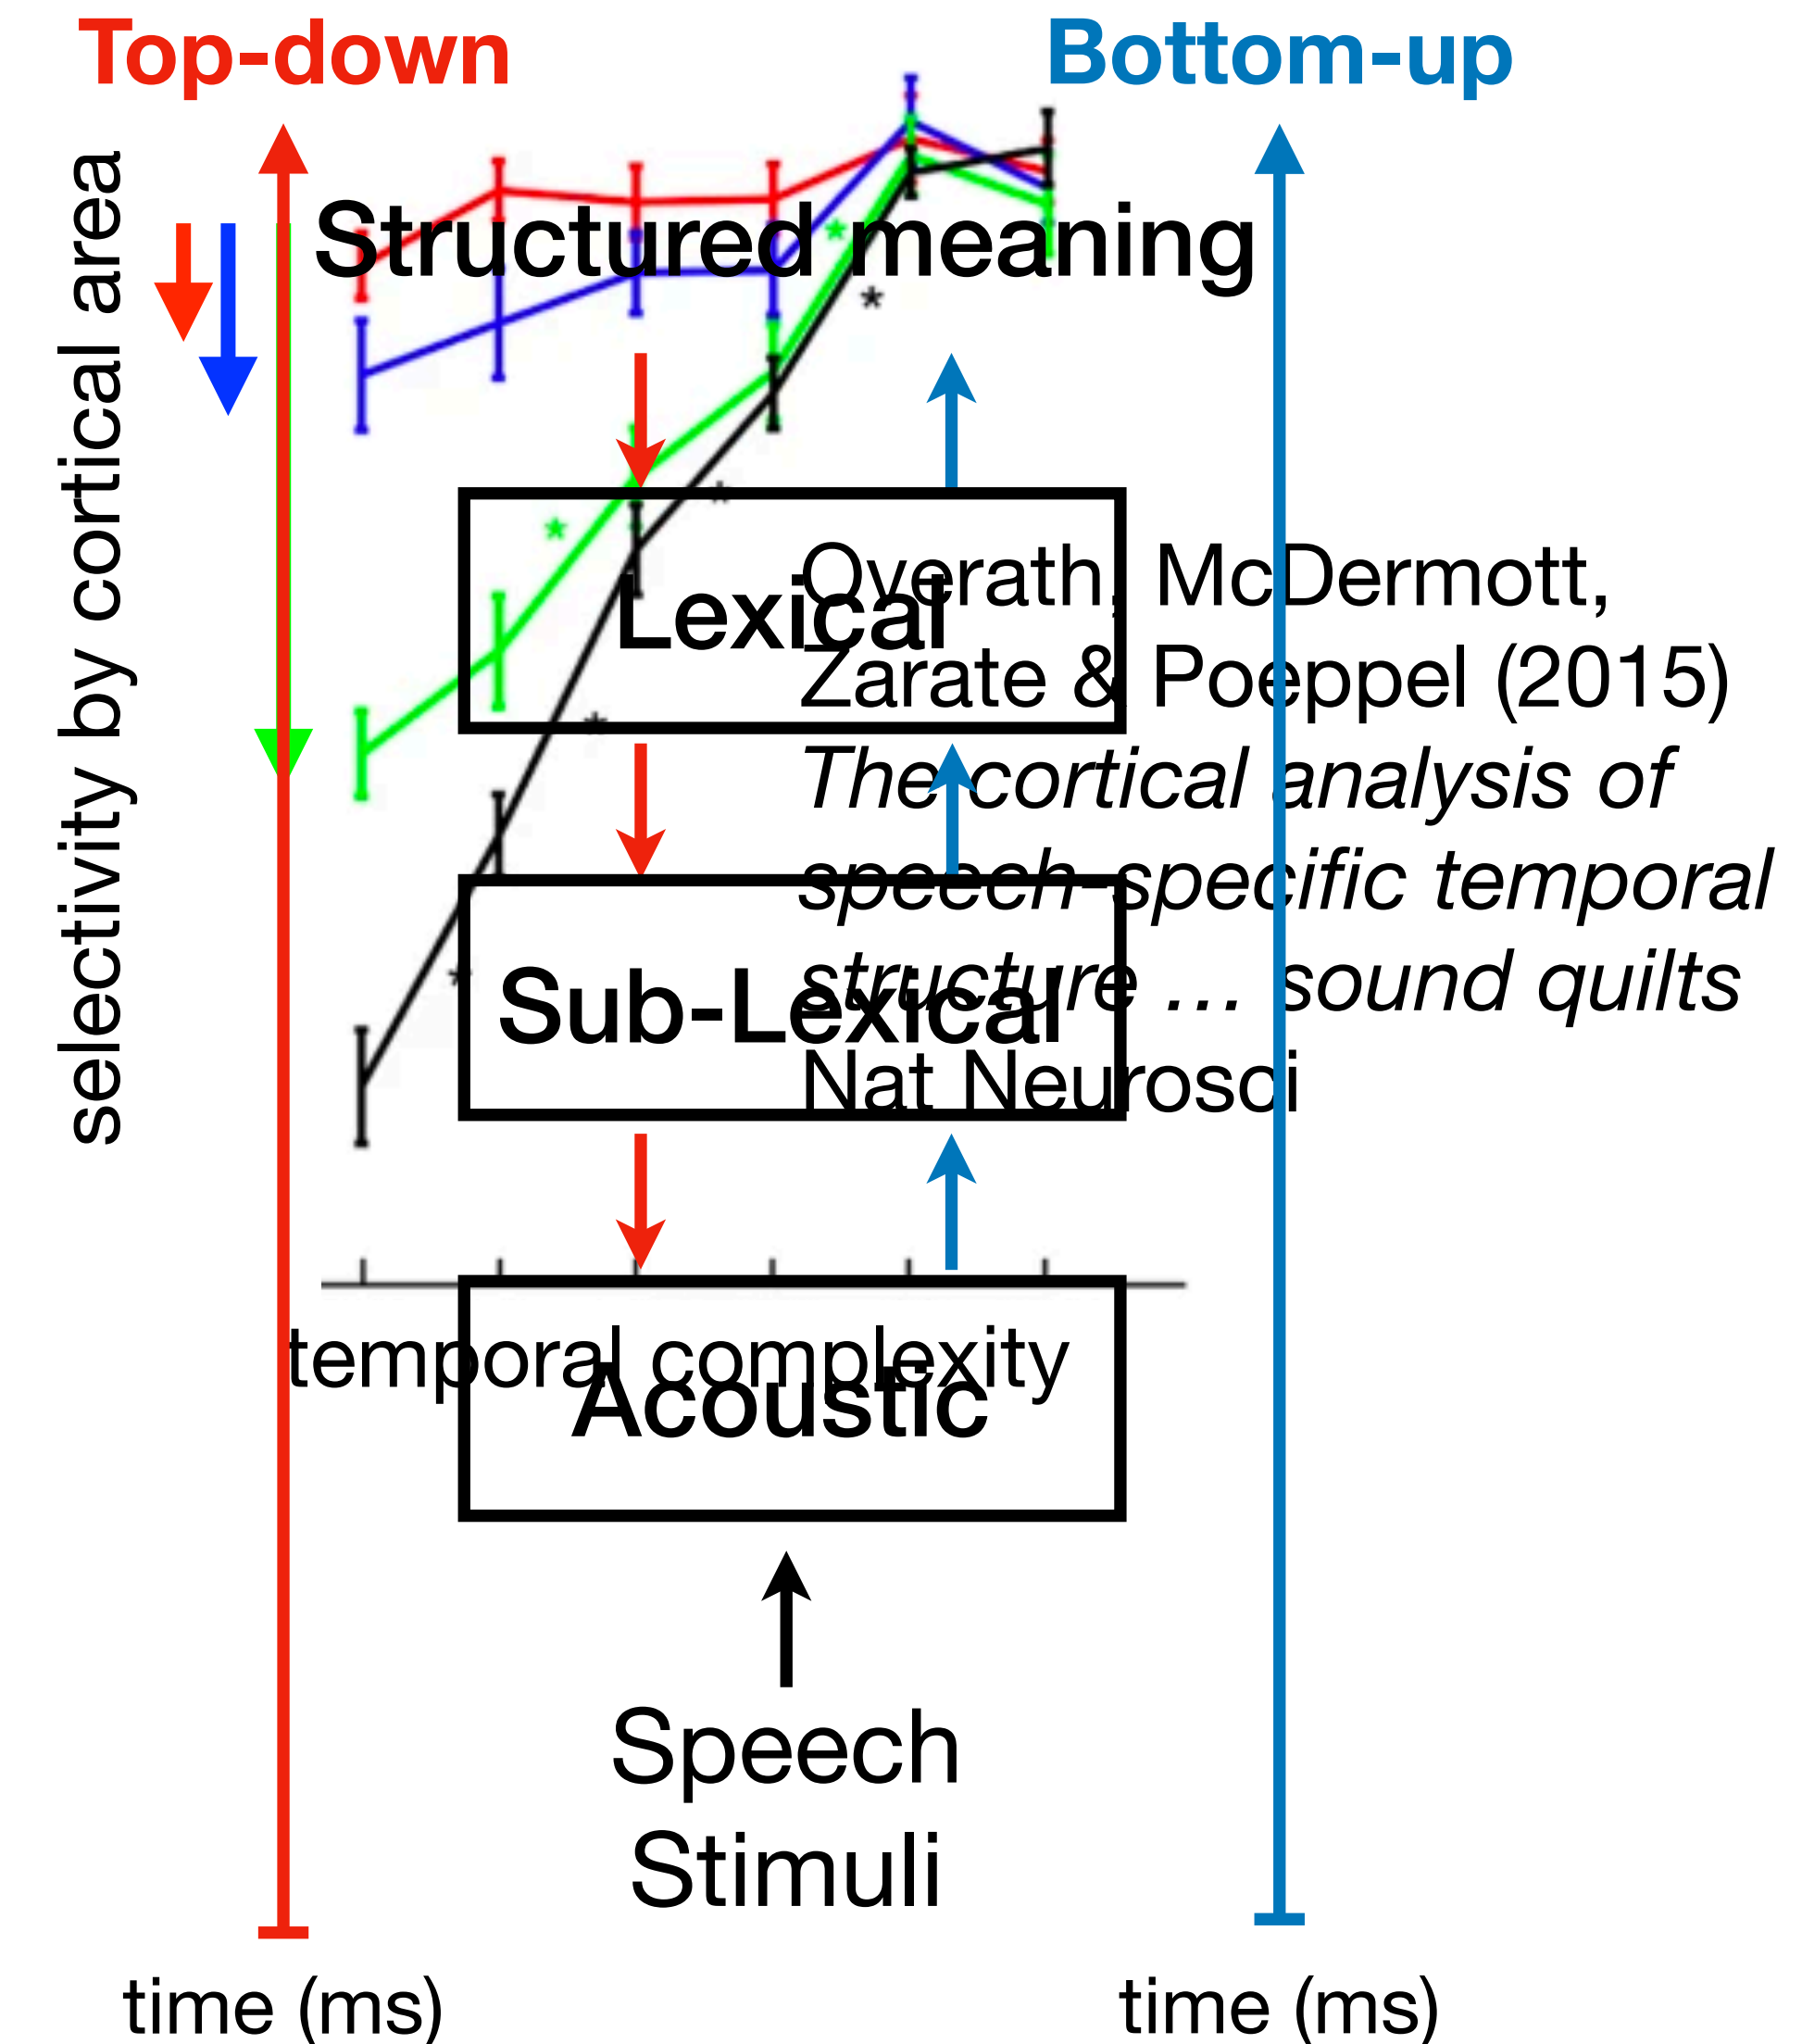 Top-down
Bottom-up
selectivity by cortical area
Structured meaning
*
*
*
*
*
*
Lexical
Overath, McDermott,
Zarate & Poeppel (2015)
The cortical analysis of
speech-specific temporal
structure ... sound quilts
Nat Neurosci
Sub-Lexical
temporal complexity
Acoustic
Speech
Stimuli
time (ms)
time (ms)